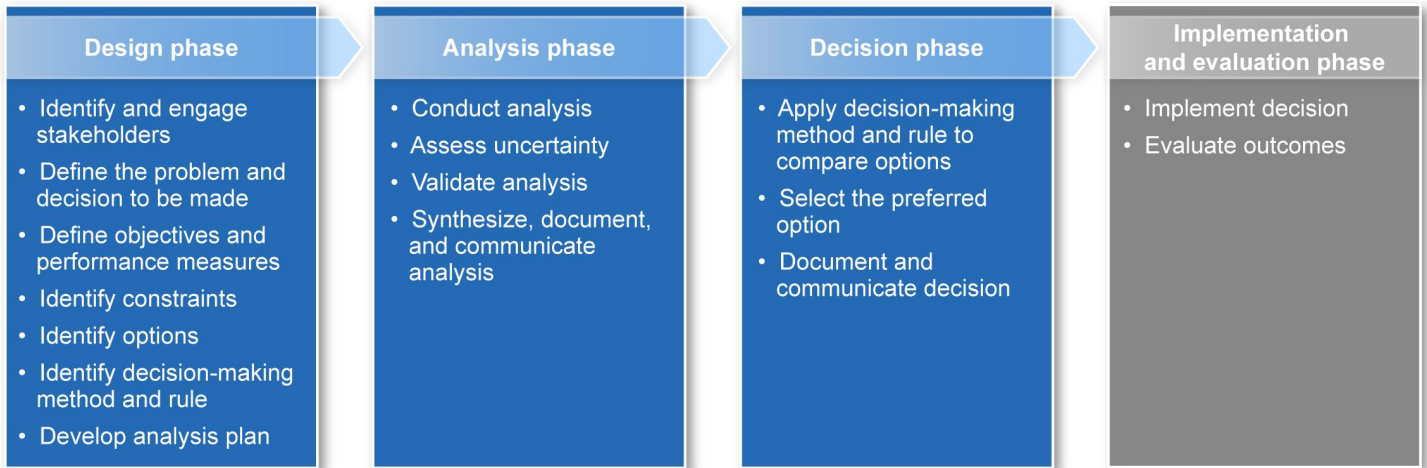 Design phase
• Identify and engage
stakeholders
• Define the problem and
decision to be made
• Define objectives and
performance measures
• Identify constraints
• Identify options
• Identify decision-making
method and rule
• Develop analysis plan
Analysis phase
• Conduct analysis
• Assess uncertainty
• Validate analysis
• Synthesize, document,
and communicate
analysis
Decision phase
• Apply decision-making
method and rule to
compare options
• Select the preferred
option
• Document and
communicate decision
Implementation
and evaluation phase
• Implement decision
• Evaluate outcomes